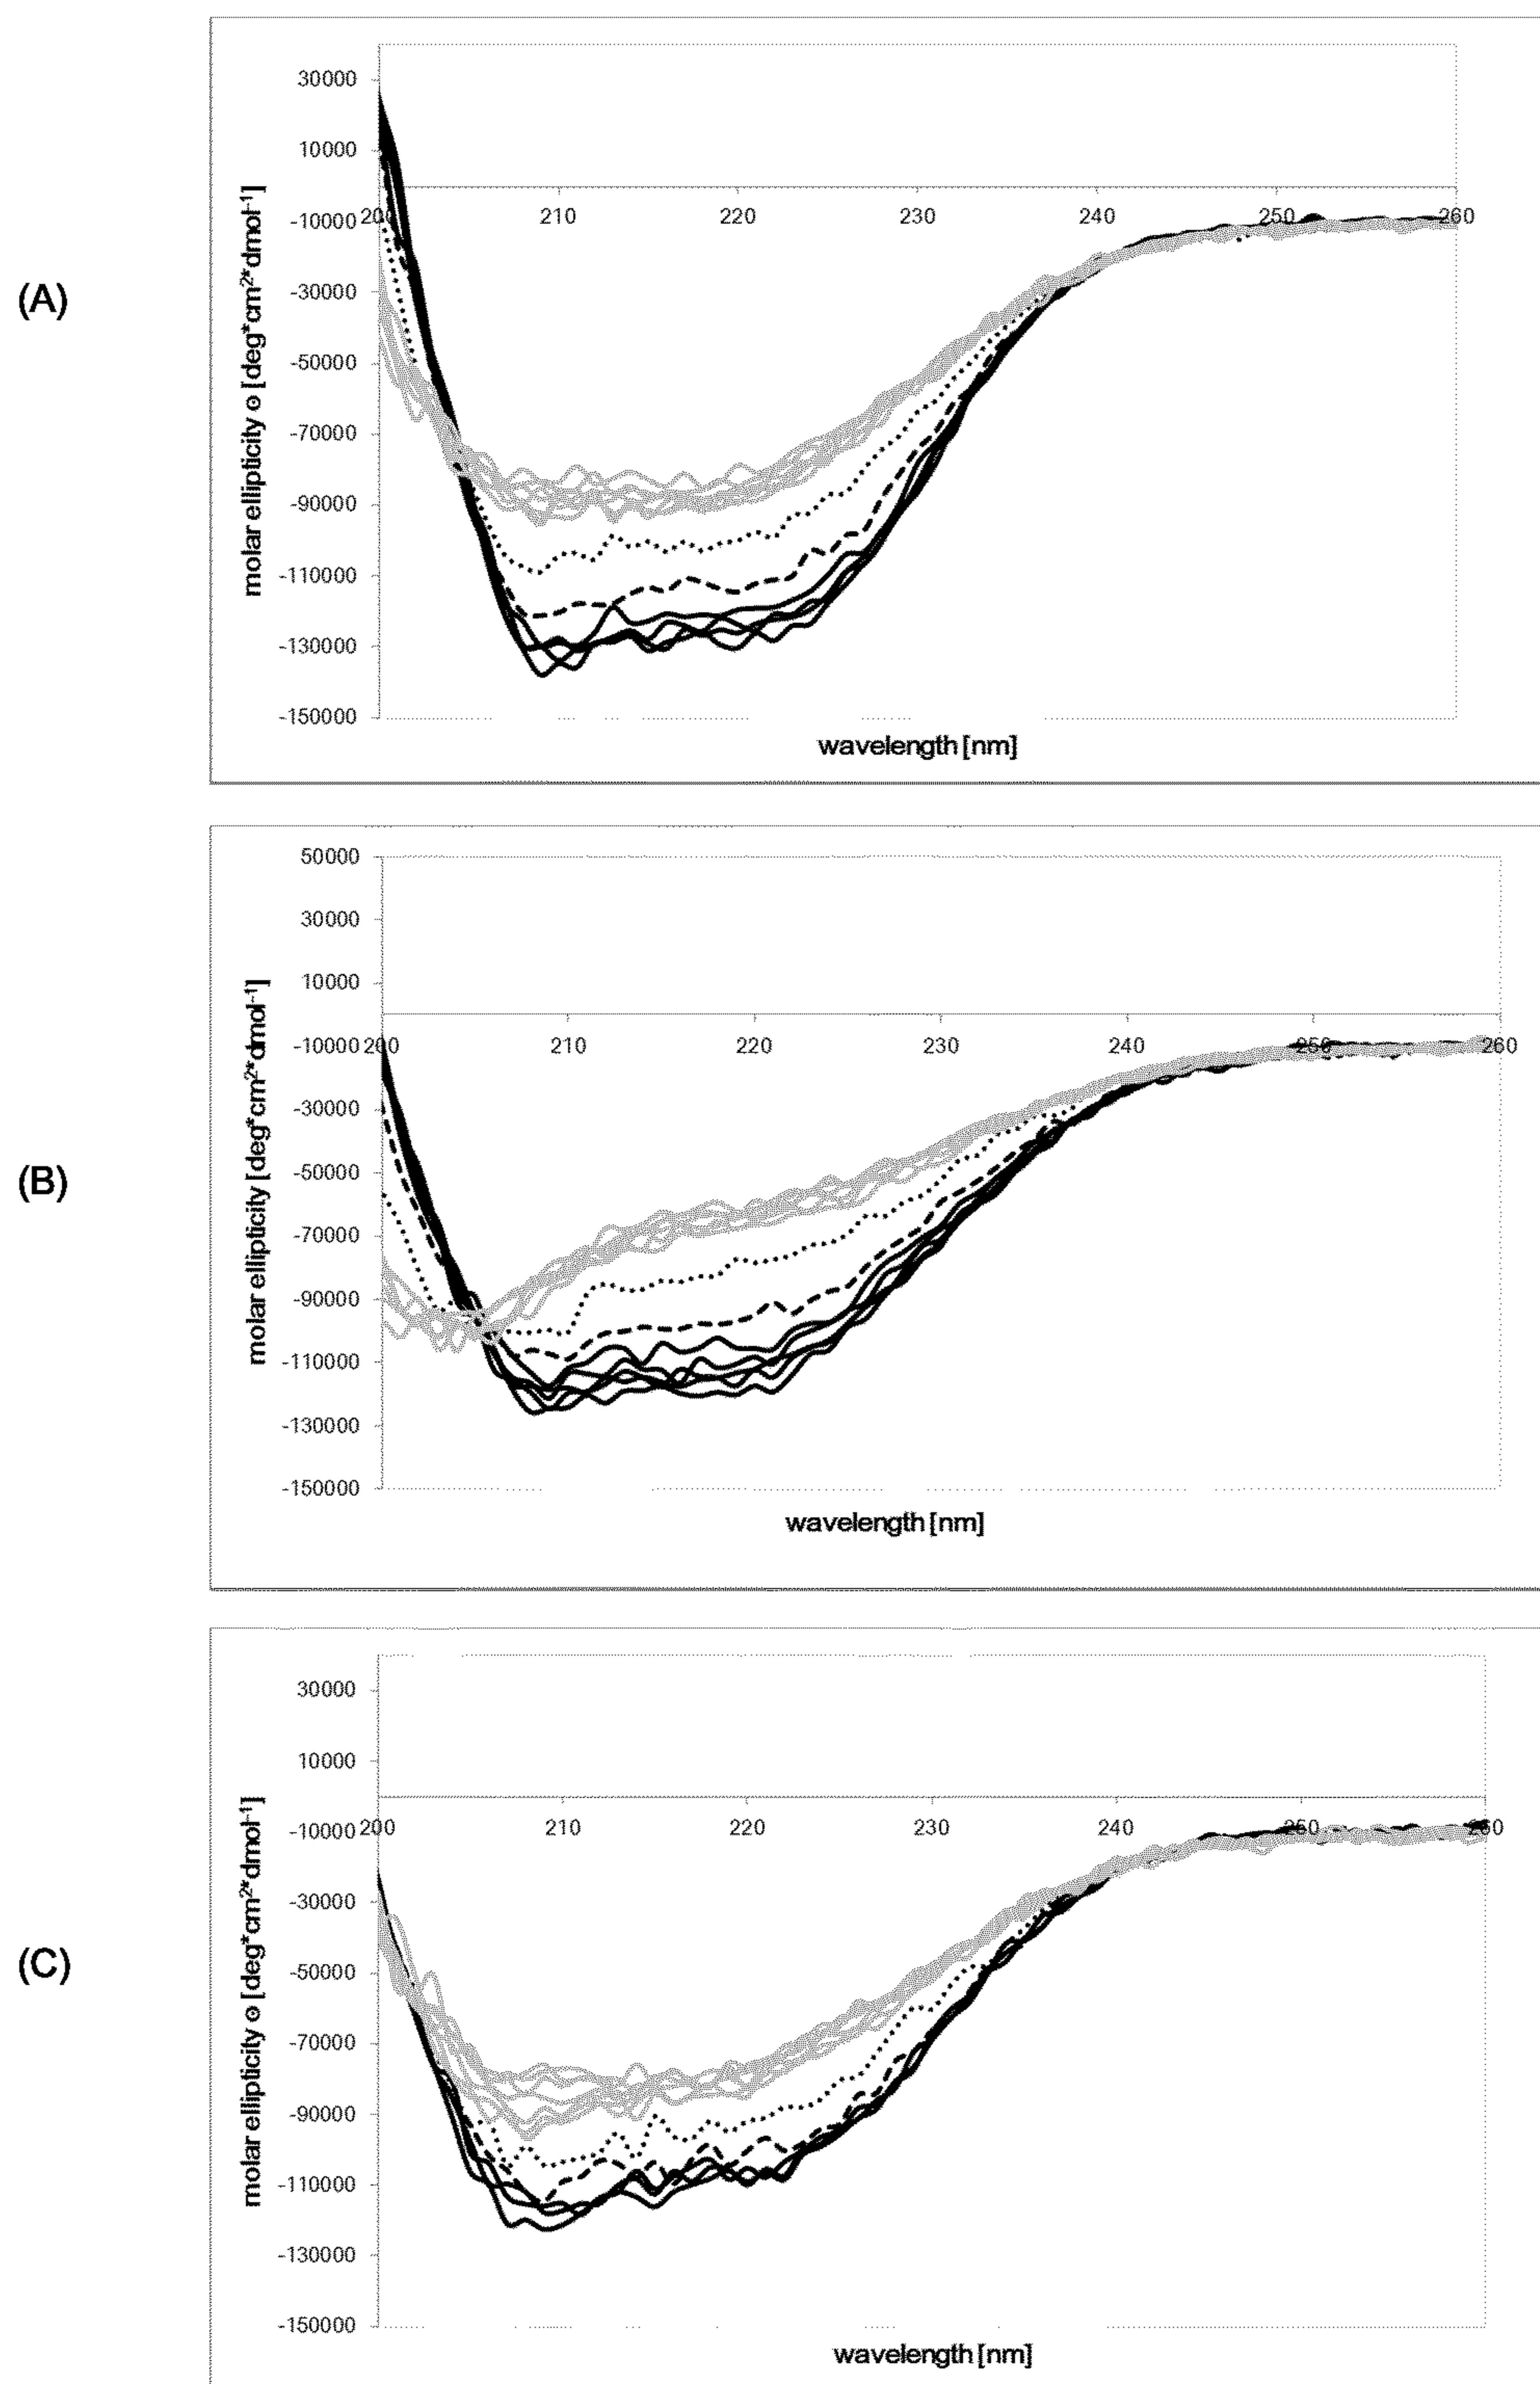 (A)
molar ellipticity ʘ [deg*cm²*dmol⁻¹]
30000
10000
-10000
-30000
-50000
-70000
-90000
-110000
-130000
-150000
200 210 220 230 240 250 260
wavelength [nm]
(B)
molar ellipticity [deg*cm²*dmol⁻¹]
50000
30000
10000
-10000
-30000
-50000
-70000
-90000
-110000
-130000
-150000
200 210 220 230 240 250 260
wavelength [nm]
(C)
molar ellipticity ʘ [deg*cm²*dmol⁻¹]
30000
10000
-10000
-30000
-50000
-70000
-90000
-110000
-130000
-150000
200 210 220 230 240 250 260
wavelength [nm]